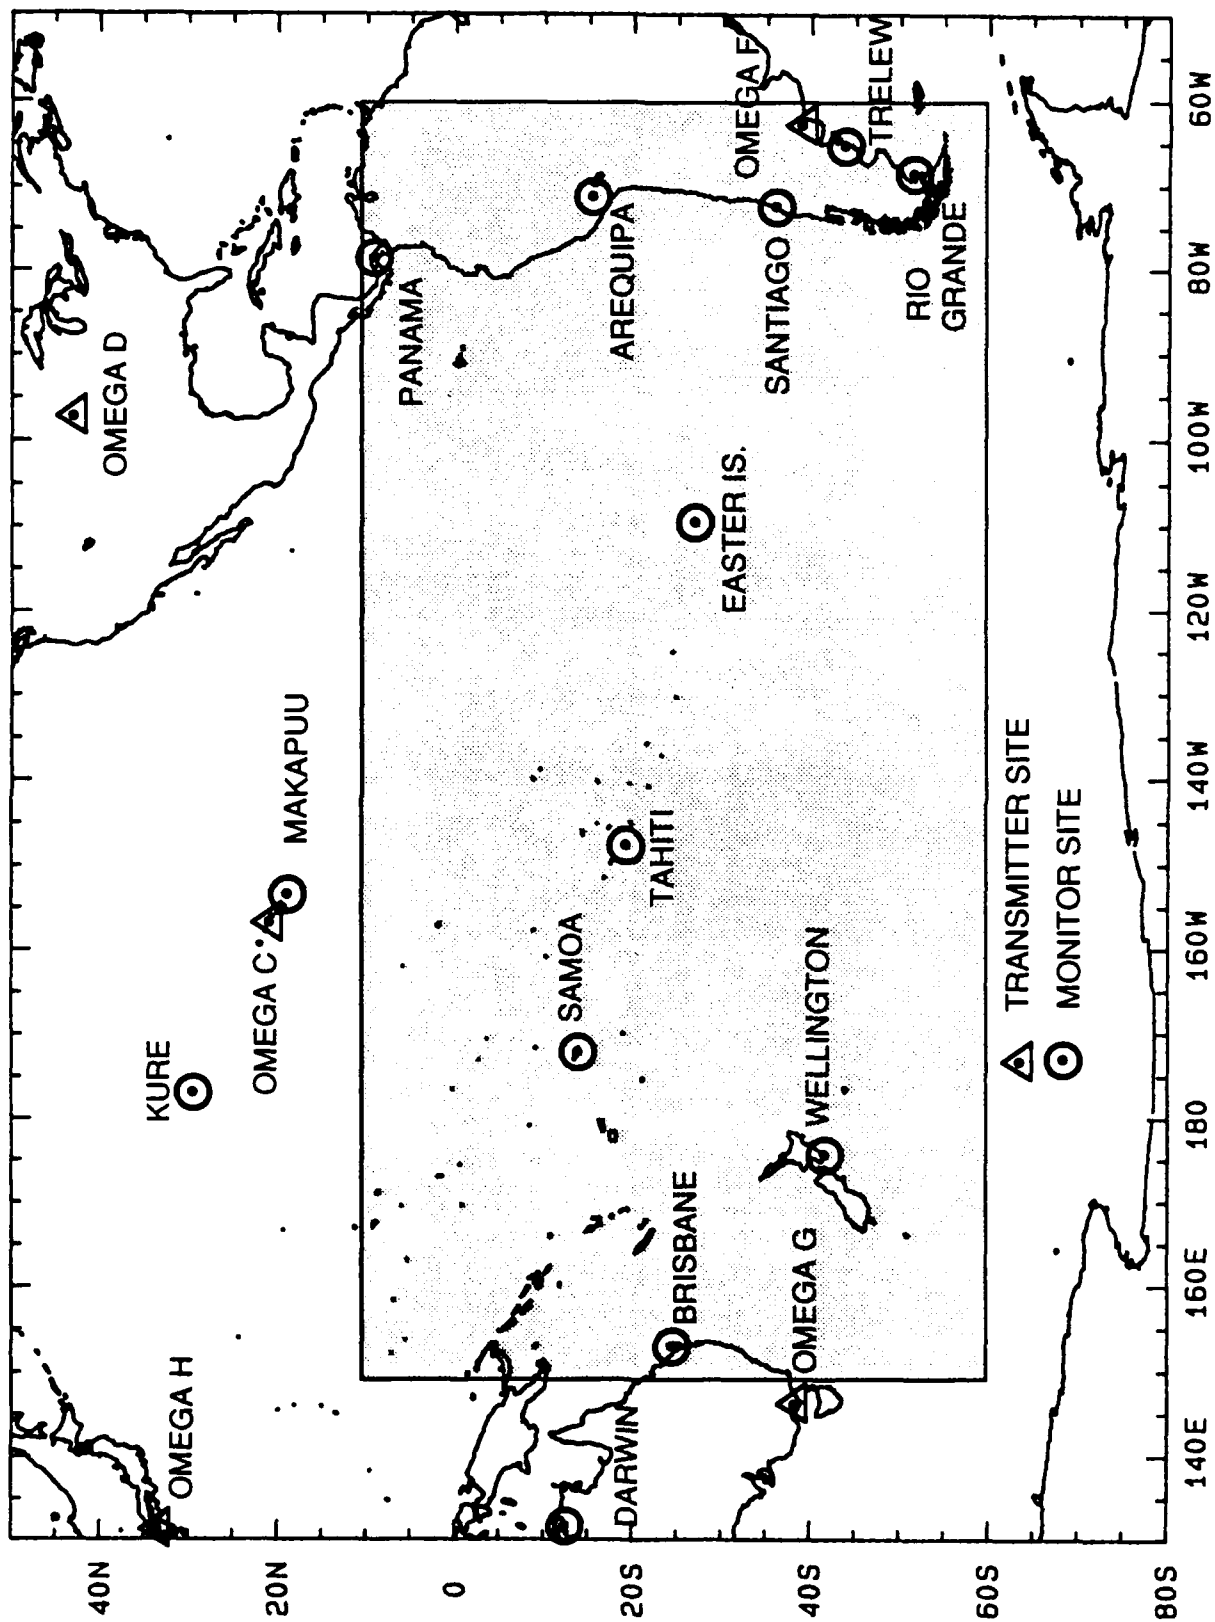 OMEGA H
KURE
OMEGA C
MAKAPUU
OMEGA D
PANAMA
DARWIN
BRISBANE
SAMOA
TAHITI
EASTER IS.
AREQUIPA
OMEGA G
WELLINGTON
SANTIAGO
OMEGA F
TRELEW
RIO
GRANDE
TRANSMITTER SITE
MONITOR SITE
40N
20N
0
20S
40S
60S
80S
140E
160E
180
160W
140W
120W
100W
80W
60W